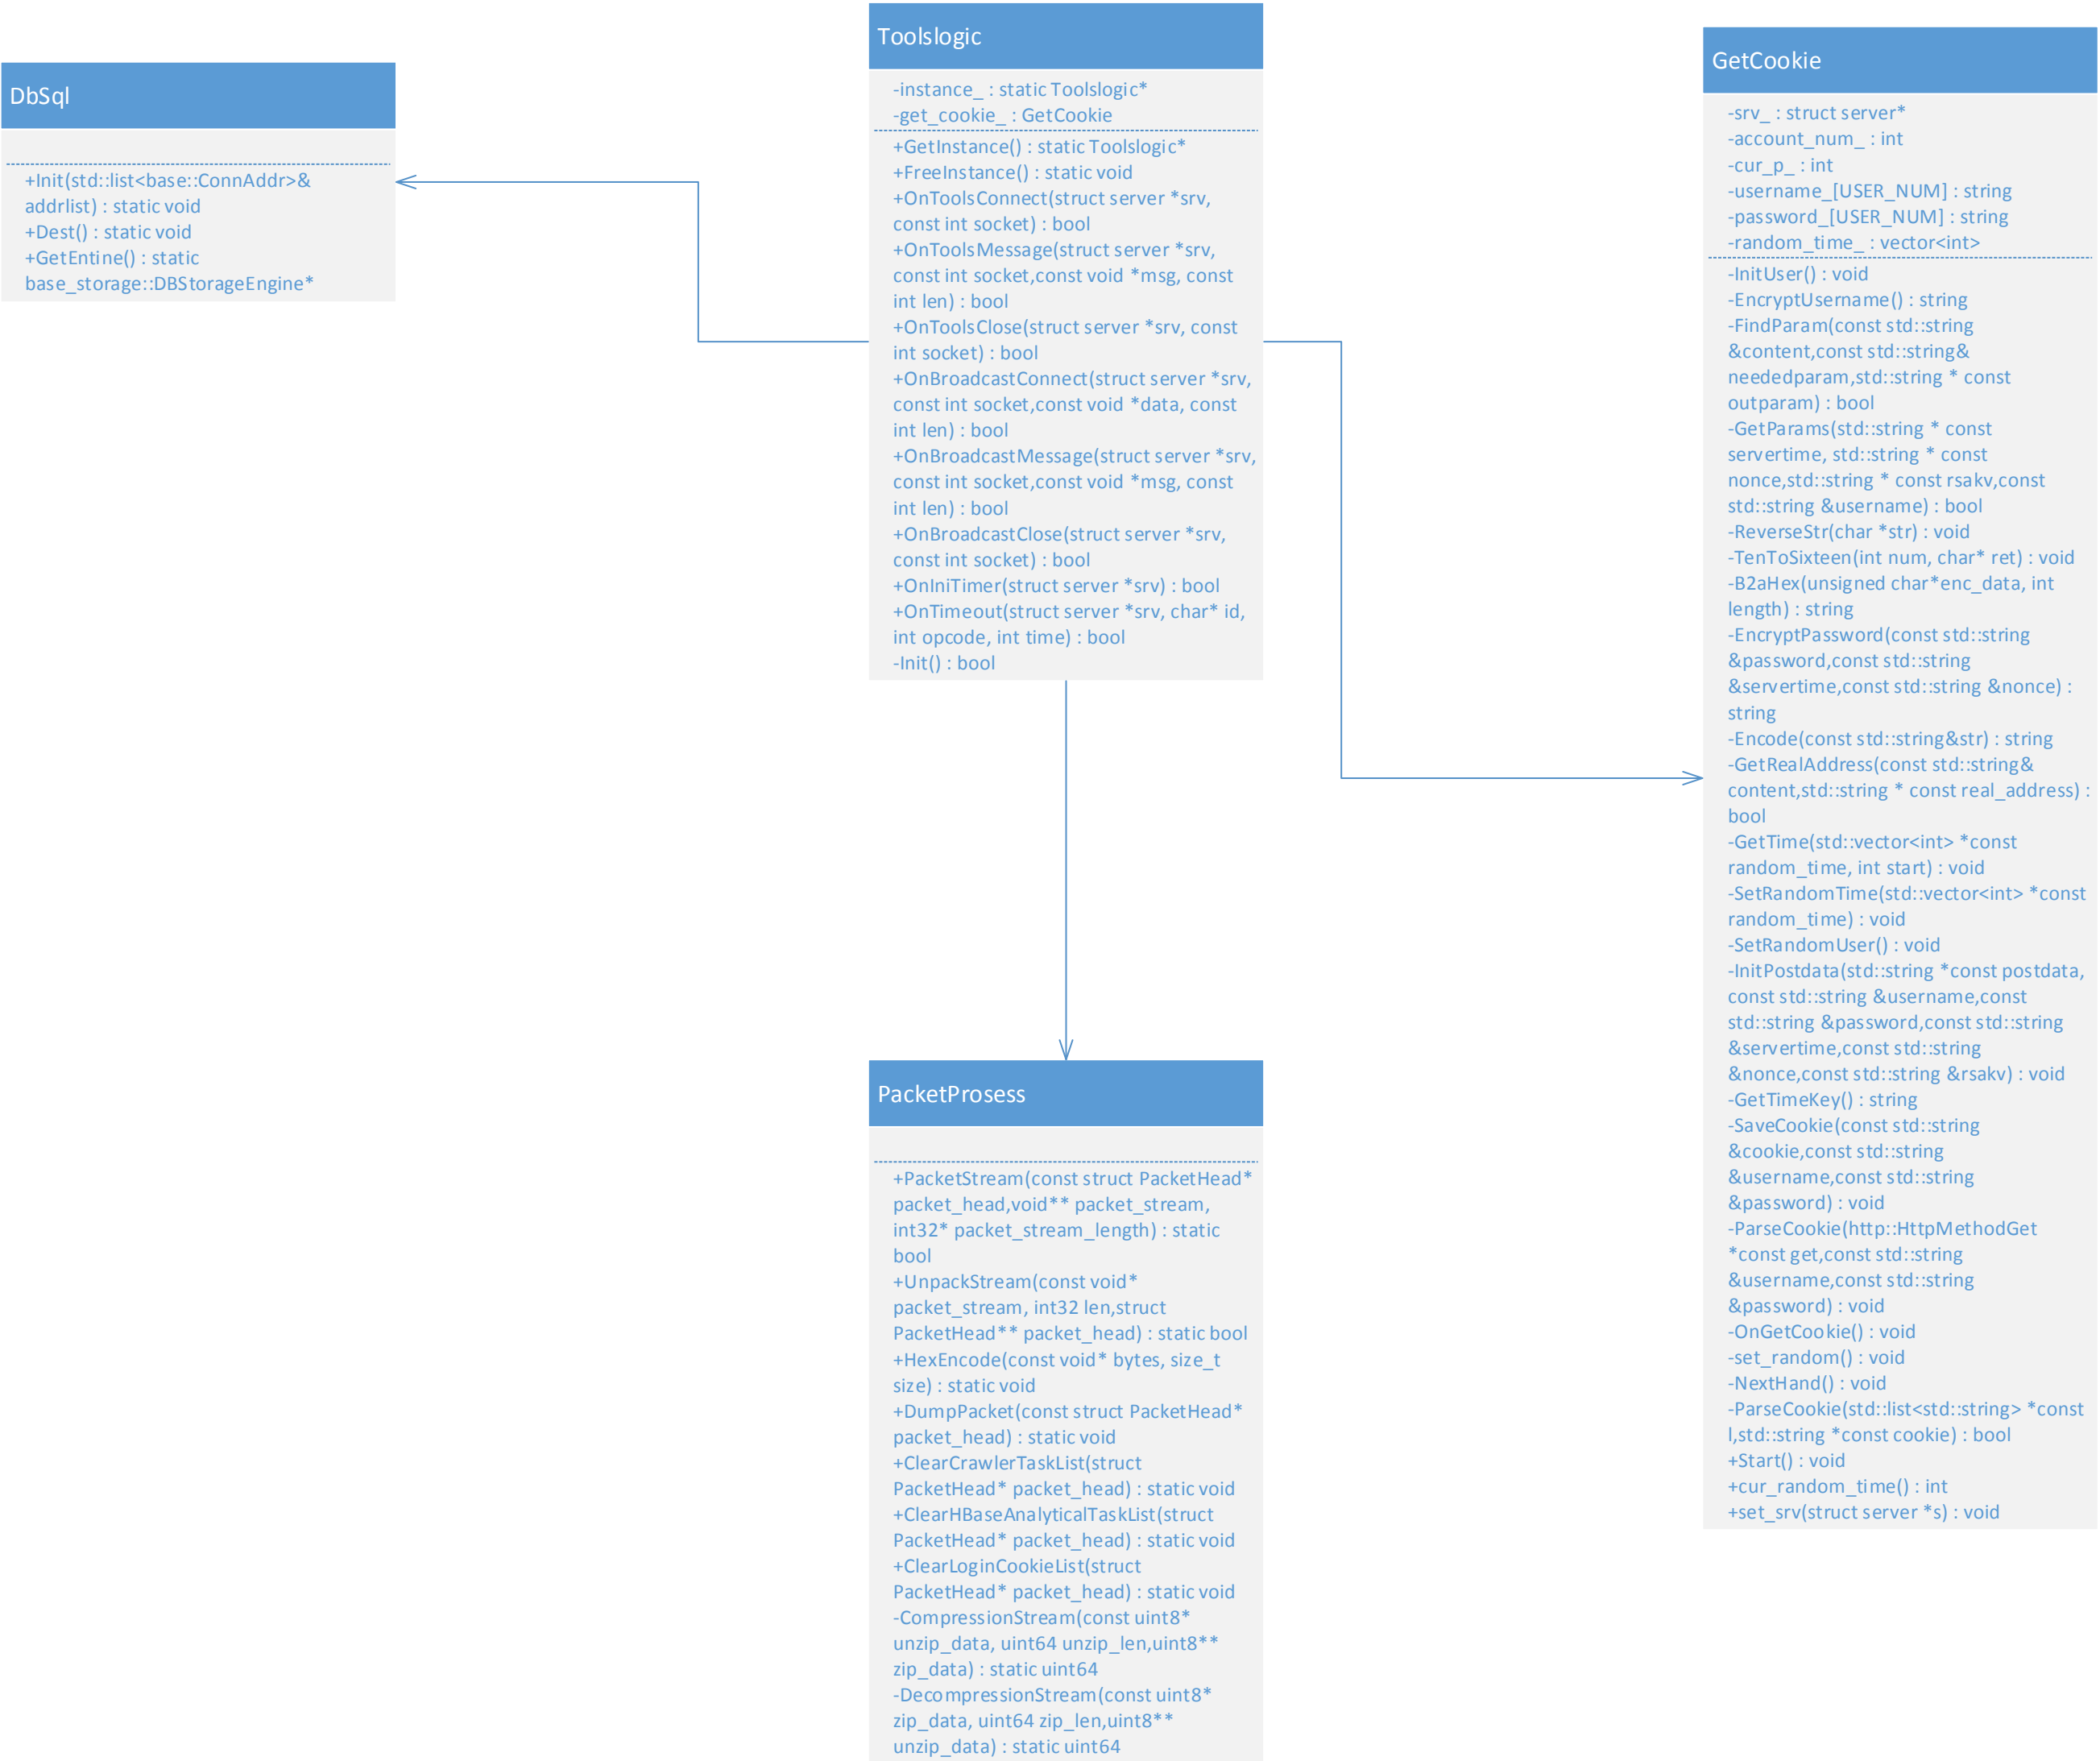 DbSql
+Init(std::list<base::ConnAddr>&
addrlist) : static void
+Dest() : static void
+GetEntine() : static
base_storage::DBStorageEngine*
Toolslogic
-instance_ : static Toolslogic*
-get_cookie_ : GetCookie
+GetInstance() : static Toolslogic*
+FreeInstance() : static void
+OnToolsConnect(struct server *srv,
const int socket) : bool
+OnToolsMessage(struct server *srv,
const int socket,const void *msg, const
int len) : bool
+OnToolsClose(struct server *srv, const
int socket) : bool
+OnBroadcastConnect(struct server *srv,
const int socket,const void *data, const
int len) : bool
+OnBroadcastMessage(struct server *srv,
const int socket,const void *msg, const
int len) : bool
+OnBroadcastClose(struct server *srv,
const int socket) : bool
+OnIniTimer(struct server *srv) : bool
+OnTimeout(struct server *srv, char* id,
int opcode, int time) : bool
-Init() : bool
PacketProsess
+PacketStream(const struct PacketHead*
packet_head,void** packet_stream,
int32* packet_stream_length) : static
bool
+UnpackStream(const void*
packet_stream, int32 len,struct
PacketHead** packet_head) : static bool
+HexEncode(const void* bytes, size_t
size) : static void
+DumpPacket(const struct PacketHead*
packet_head) : static void
+ClearCrawlerTaskList(struct
PacketHead* packet_head) : static void
+ClearHBaseAnalyticalTaskList(struct
PacketHead* packet_head) : static void
+ClearLoginCookieList(struct
PacketHead* packet_head) : static void
-CompressionStream(const uint8*
unzip_data, uint64 unzip_len,uint8**
zip_data) : static uint64
-DecompressionStream(const uint8*
zip_data, uint64 zip_len,uint8**
unzip_data) : static uint64
GetCookie
-srv_ : struct server*
-account_num_ : int
-cur_p_ : int
-username_[USER_NUM] : string
-password_[USER_NUM] : string
-random_time_ : vector<int>
-InitUser() : void
-EncryptUsername() : string
-FindParam(const std::string
&content,const std::string&
neededparam,std::string * const
outparam) : bool
-GetParams(std::string * const
servertime, std::string * const
nonce,std::string * const rsakv,const
std::string &username) : bool
-ReverseStr(char *str) : void
-TenToSixteen(int num, char* ret) : void
-B2aHex(unsigned char*enc_data, int
length) : string
-EncryptPassword(const std::string
&password,const std::string
&servertime,const std::string &nonce) :
string
-Encode(const std::string&str) : string
-GetRealAddress(const std::string&
content,std::string * const real_address) :
bool
-GetTime(std::vector<int> *const
random_time, int start) : void
-SetRandomTime(std::vector<int> *const
random_time) : void
-SetRandomUser() : void
-InitPostdata(std::string *const postdata,
const std::string &username,const
std::string &password,const std::string
&servertime,const std::string
&nonce,const std::string &rsakv) : void
-GetTimeKey() : string
-SaveCookie(const std::string
&cookie,const std::string
&username,const std::string
&password) : void
-ParseCookie(http::HttpMethodGet
*const get,const std::string
&username,const std::string
&password) : void
-OnGetCookie() : void
-set_random() : void
-NextHand() : void
-ParseCookie(std::list<std::string> *const
l,std::string *const cookie) : bool
+Start() : void
+cur_random_time() : int
+set_srv(struct server *s) : void